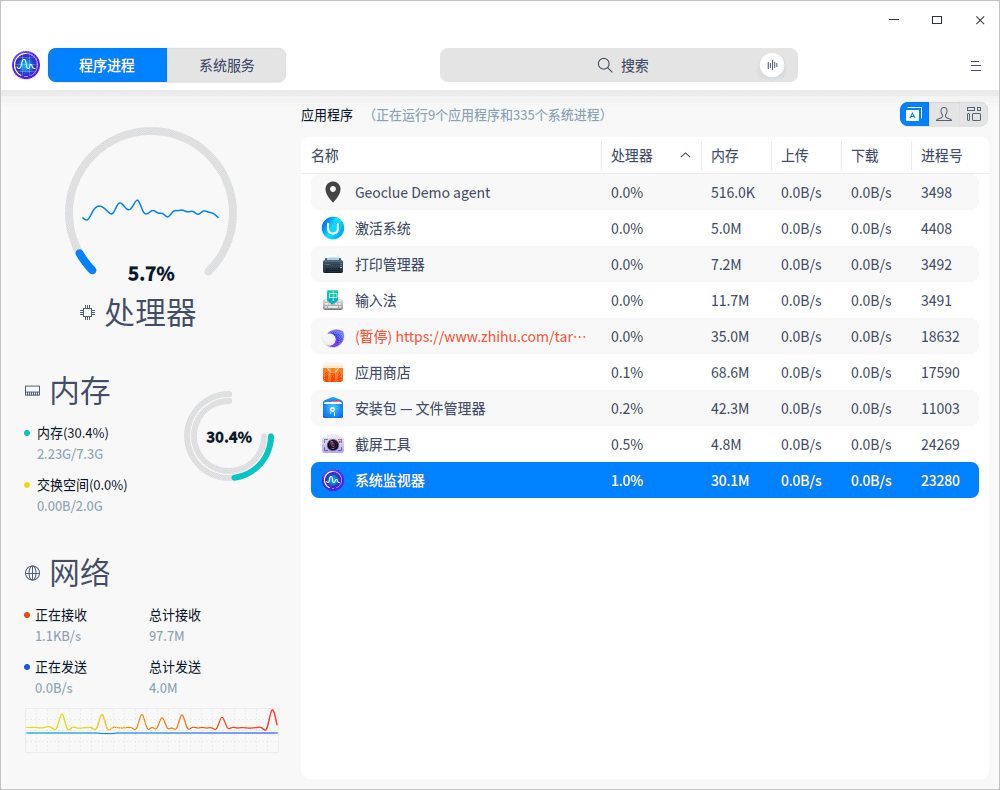 程序进程 系统服务 搜索
应用程序 （正在运行9个应用程序和335个系统进程）
5.7%
处理器
内存
内存(30.4%)
2.23G/7.3G
交换空间(0.0%)
0.00B/2.0G
30.4%
网络
正在接收 总计接收
1.1KB/s 97.7M
正在发送 总计发送
0.0B/s 4.0M
名称 处理器 内存 上传 下载 进程号
Geoclue Demo agent 0.0% 516.0K 0.0B/s 0.0B/s 3498
激活系统 0.0% 5.0M 0.0B/s 0.0B/s 4408
打印管理器 0.0% 7.2M 0.0B/s 0.0B/s 3492
输入法 0.0% 11.7M 0.0B/s 0.0B/s 3491
(暂停) https://www.zhihu.com/tar··· 0.0% 35.0M 0.0B/s 0.0B/s 18632
应用商店 0.1% 68.6M 0.0B/s 0.0B/s 17590
安装包 — 文件管理器 0.2% 42.3M 0.0B/s 0.0B/s 11003
截屏工具 0.5% 4.8M 0.0B/s 0.0B/s 24269
系统监视器 1.0% 30.1M 0.0B/s 0.0B/s 23280